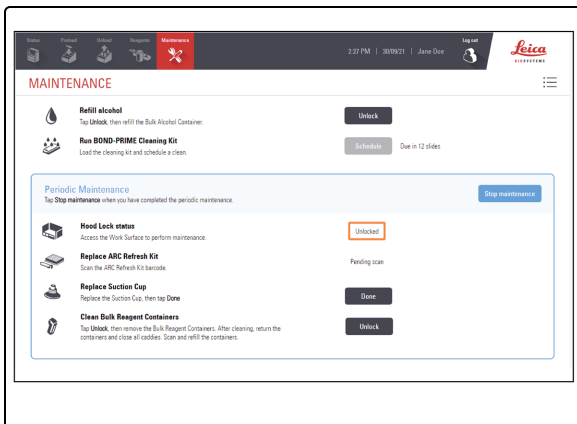 Status Preload Unload Reagents Maintenance
2:27 PM | 30/09/21 | Jane Doe
Log out
Leica
BIOSYSTEMS
MAINTENANCE
Refill alcohol
Tap Unlock, then refill the Bulk Alcohol Container.
Unlock
Run BOND-PRIME Cleaning Kit
Load the cleaning kit and schedule a clean.
Schedule Due in 12 slides
Periodic Maintenance
Tap Stop maintenance when you have completed the periodic maintenance.
Stop maintenance
Hood Lock status
Access the Work Surface to perform maintenance.
Unlocked
Replace ARC Refresh Kit
Scan the ARC Refresh Kit barcode.
Pending scan
Replace Suction Cup
Replace the Suction Cup, then tap Done
Done
Clean Bulk Reagent Containers
Tap Unlock, then remove the Bulk Reagent Containers. After cleaning, return the
containers and close all caddies. Scan and refill the containers.
Unlock